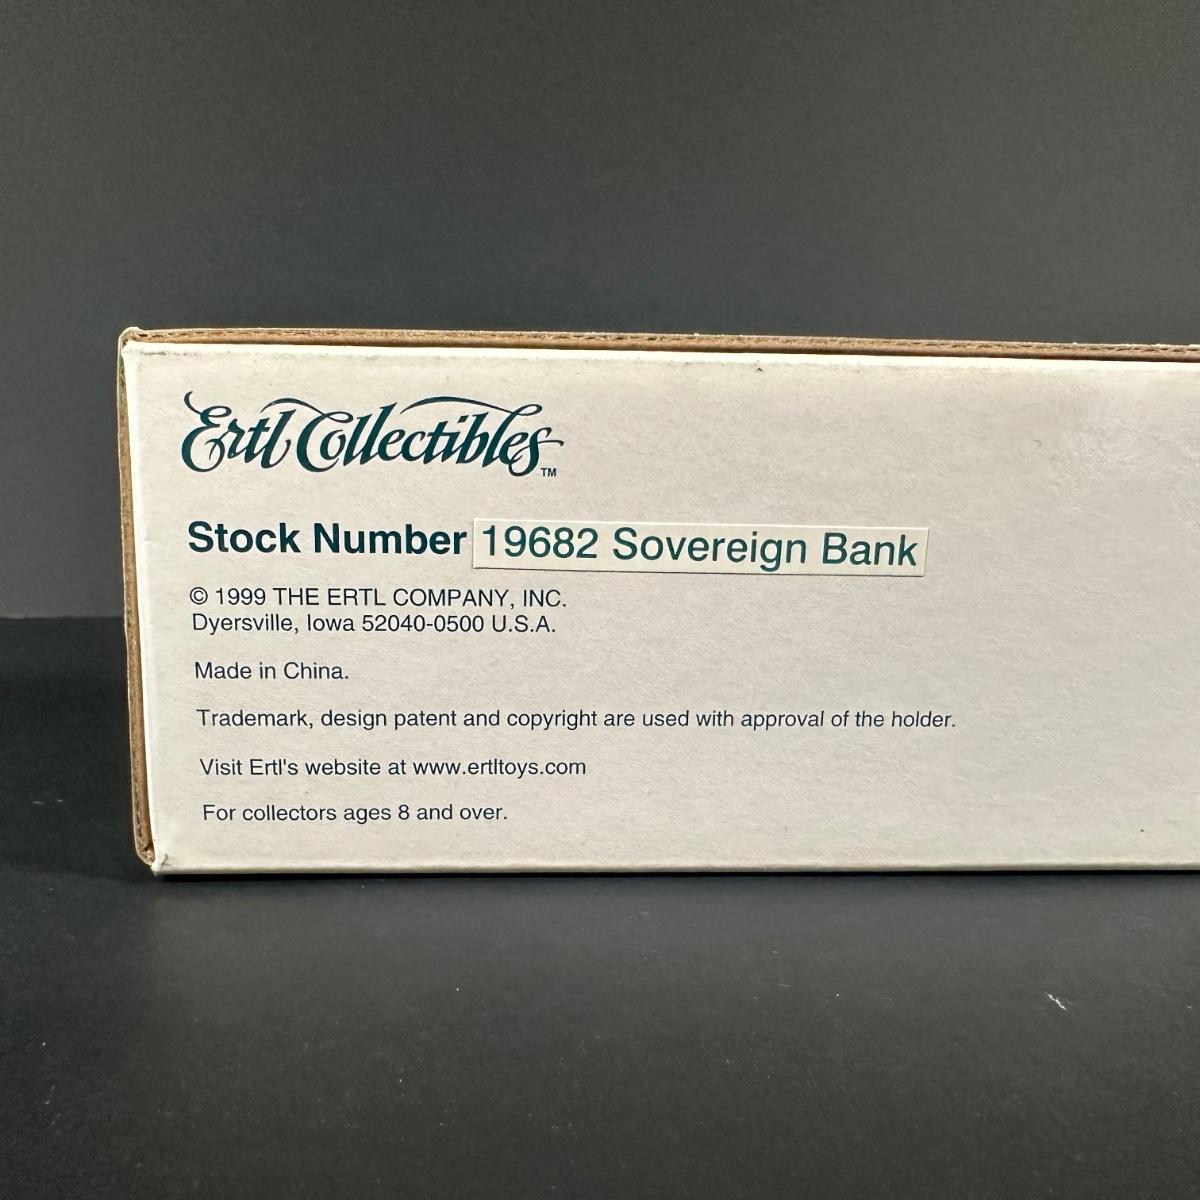 Ertl Collectibles™
Stock Number 19682 Sovereign Bank
© 1999 THE ERTL COMPANY, INC.
Dyersville, Iowa 52040-0500 U.S.A.
Made in China.
Trademark, design patent and copyright are used with approval of the holder.
Visit Ertl's website at www.ertltoys.com
For collectors ages 8 and over.